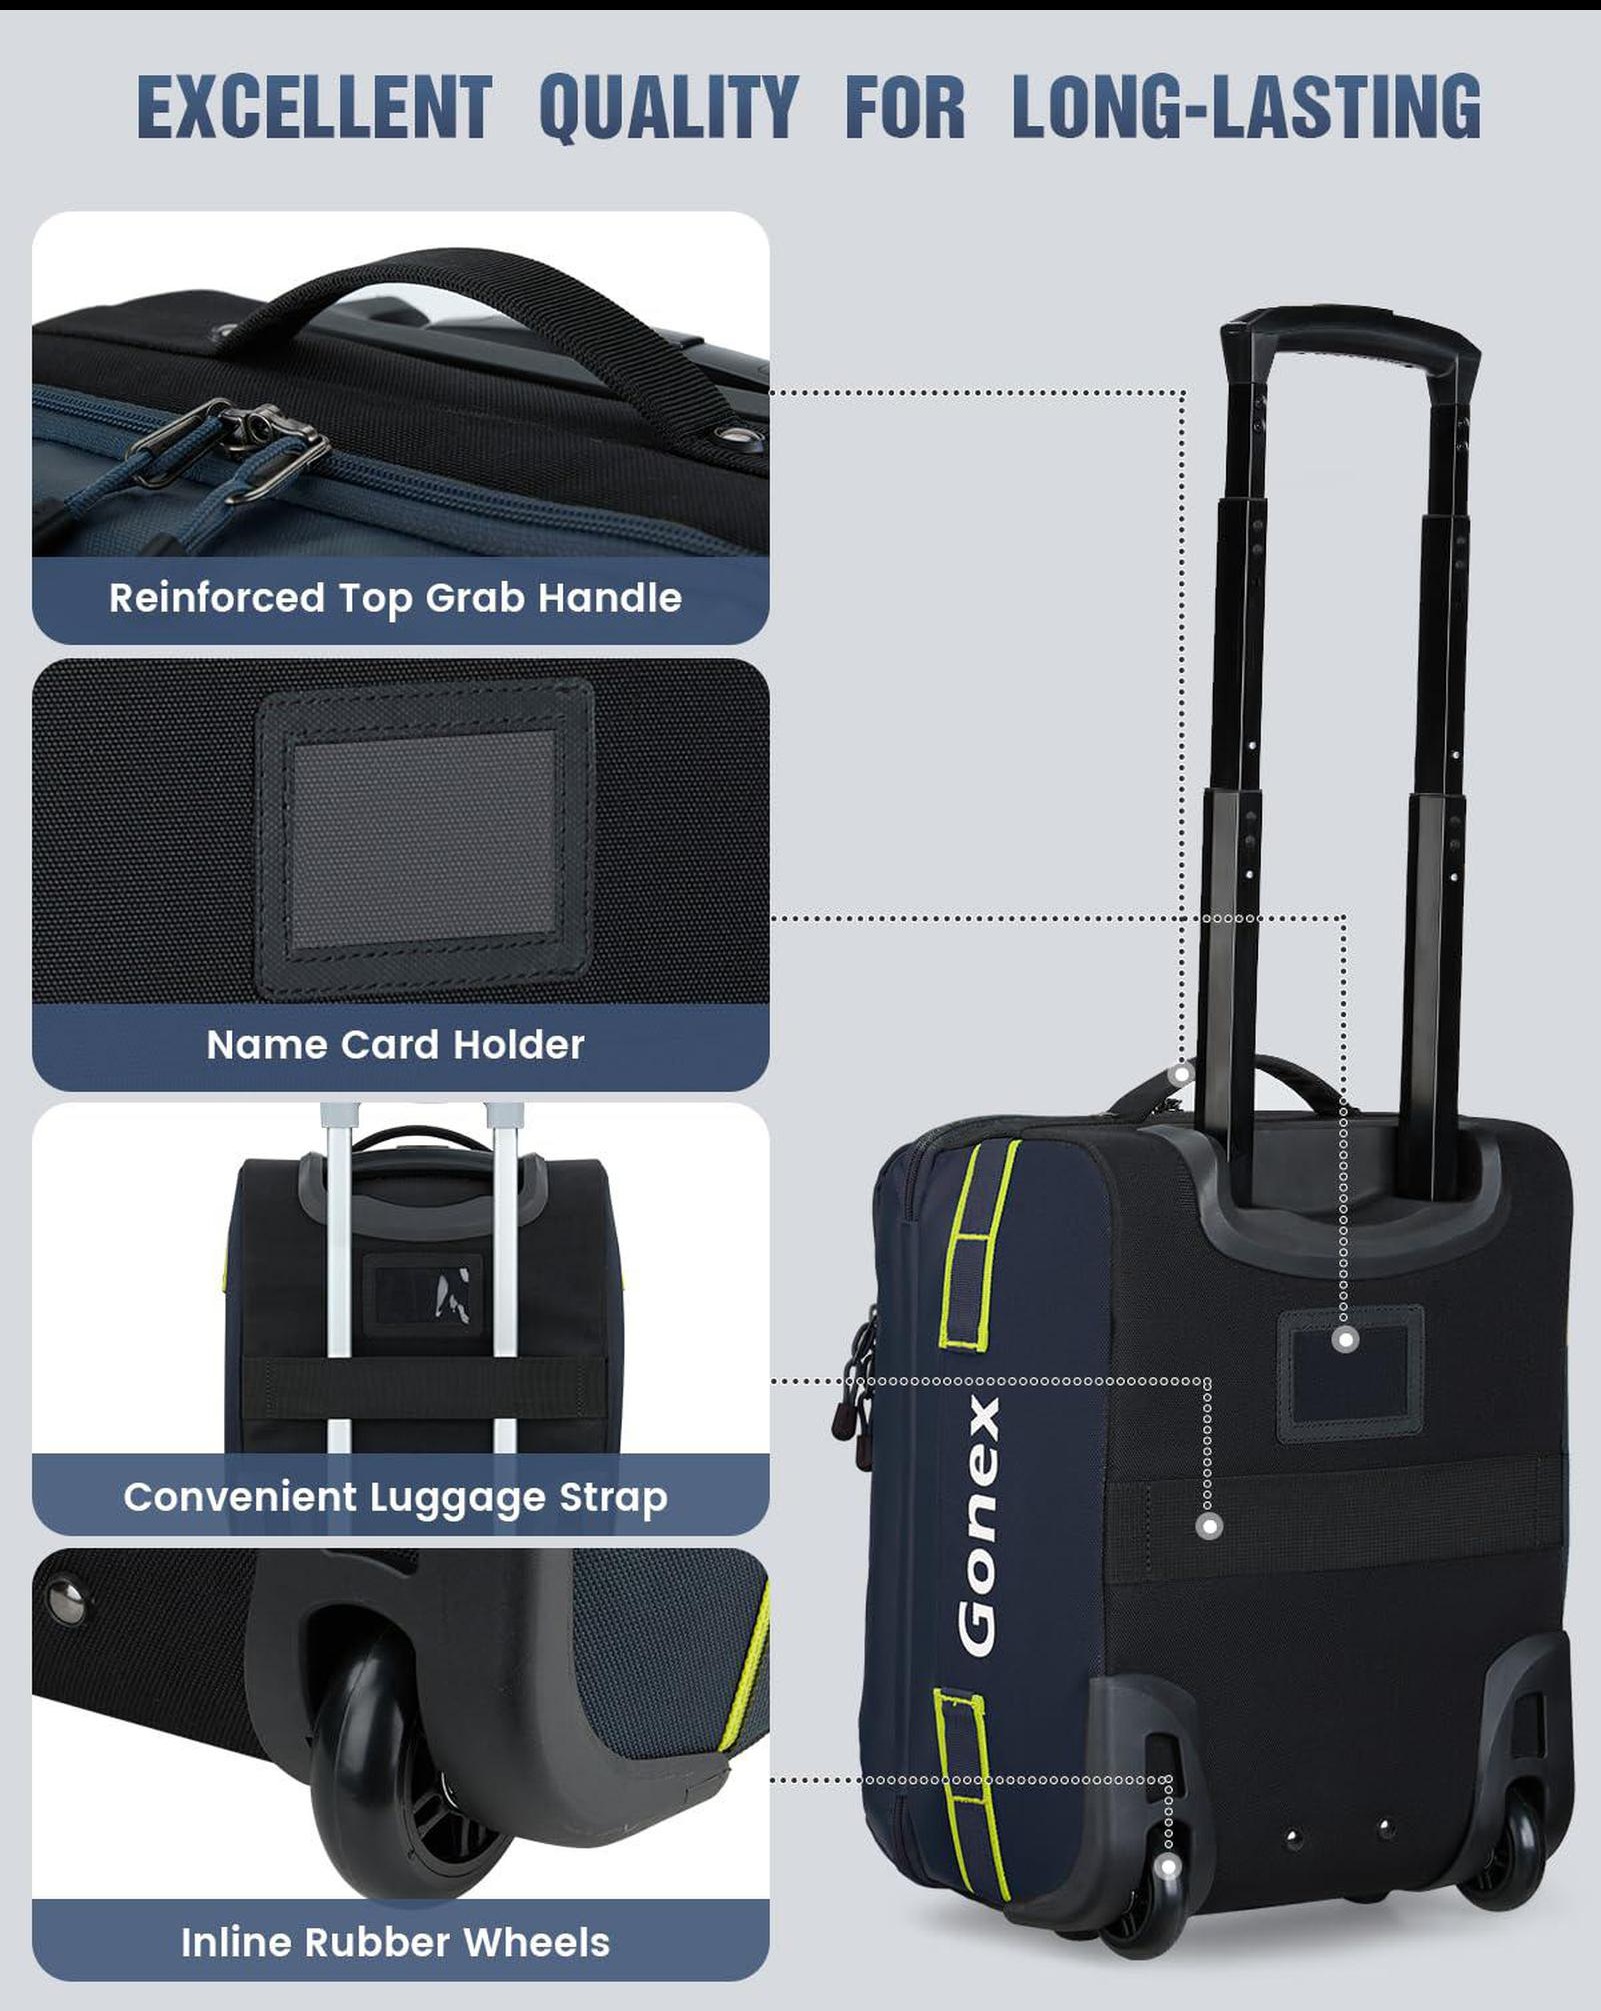 EXCELLENT QUALITY FOR LONG-LASTING
Reinforced Top Grab Handle
Name Card Holder
Convenient Luggage Strap
Inline Rubber Wheels
Gonex